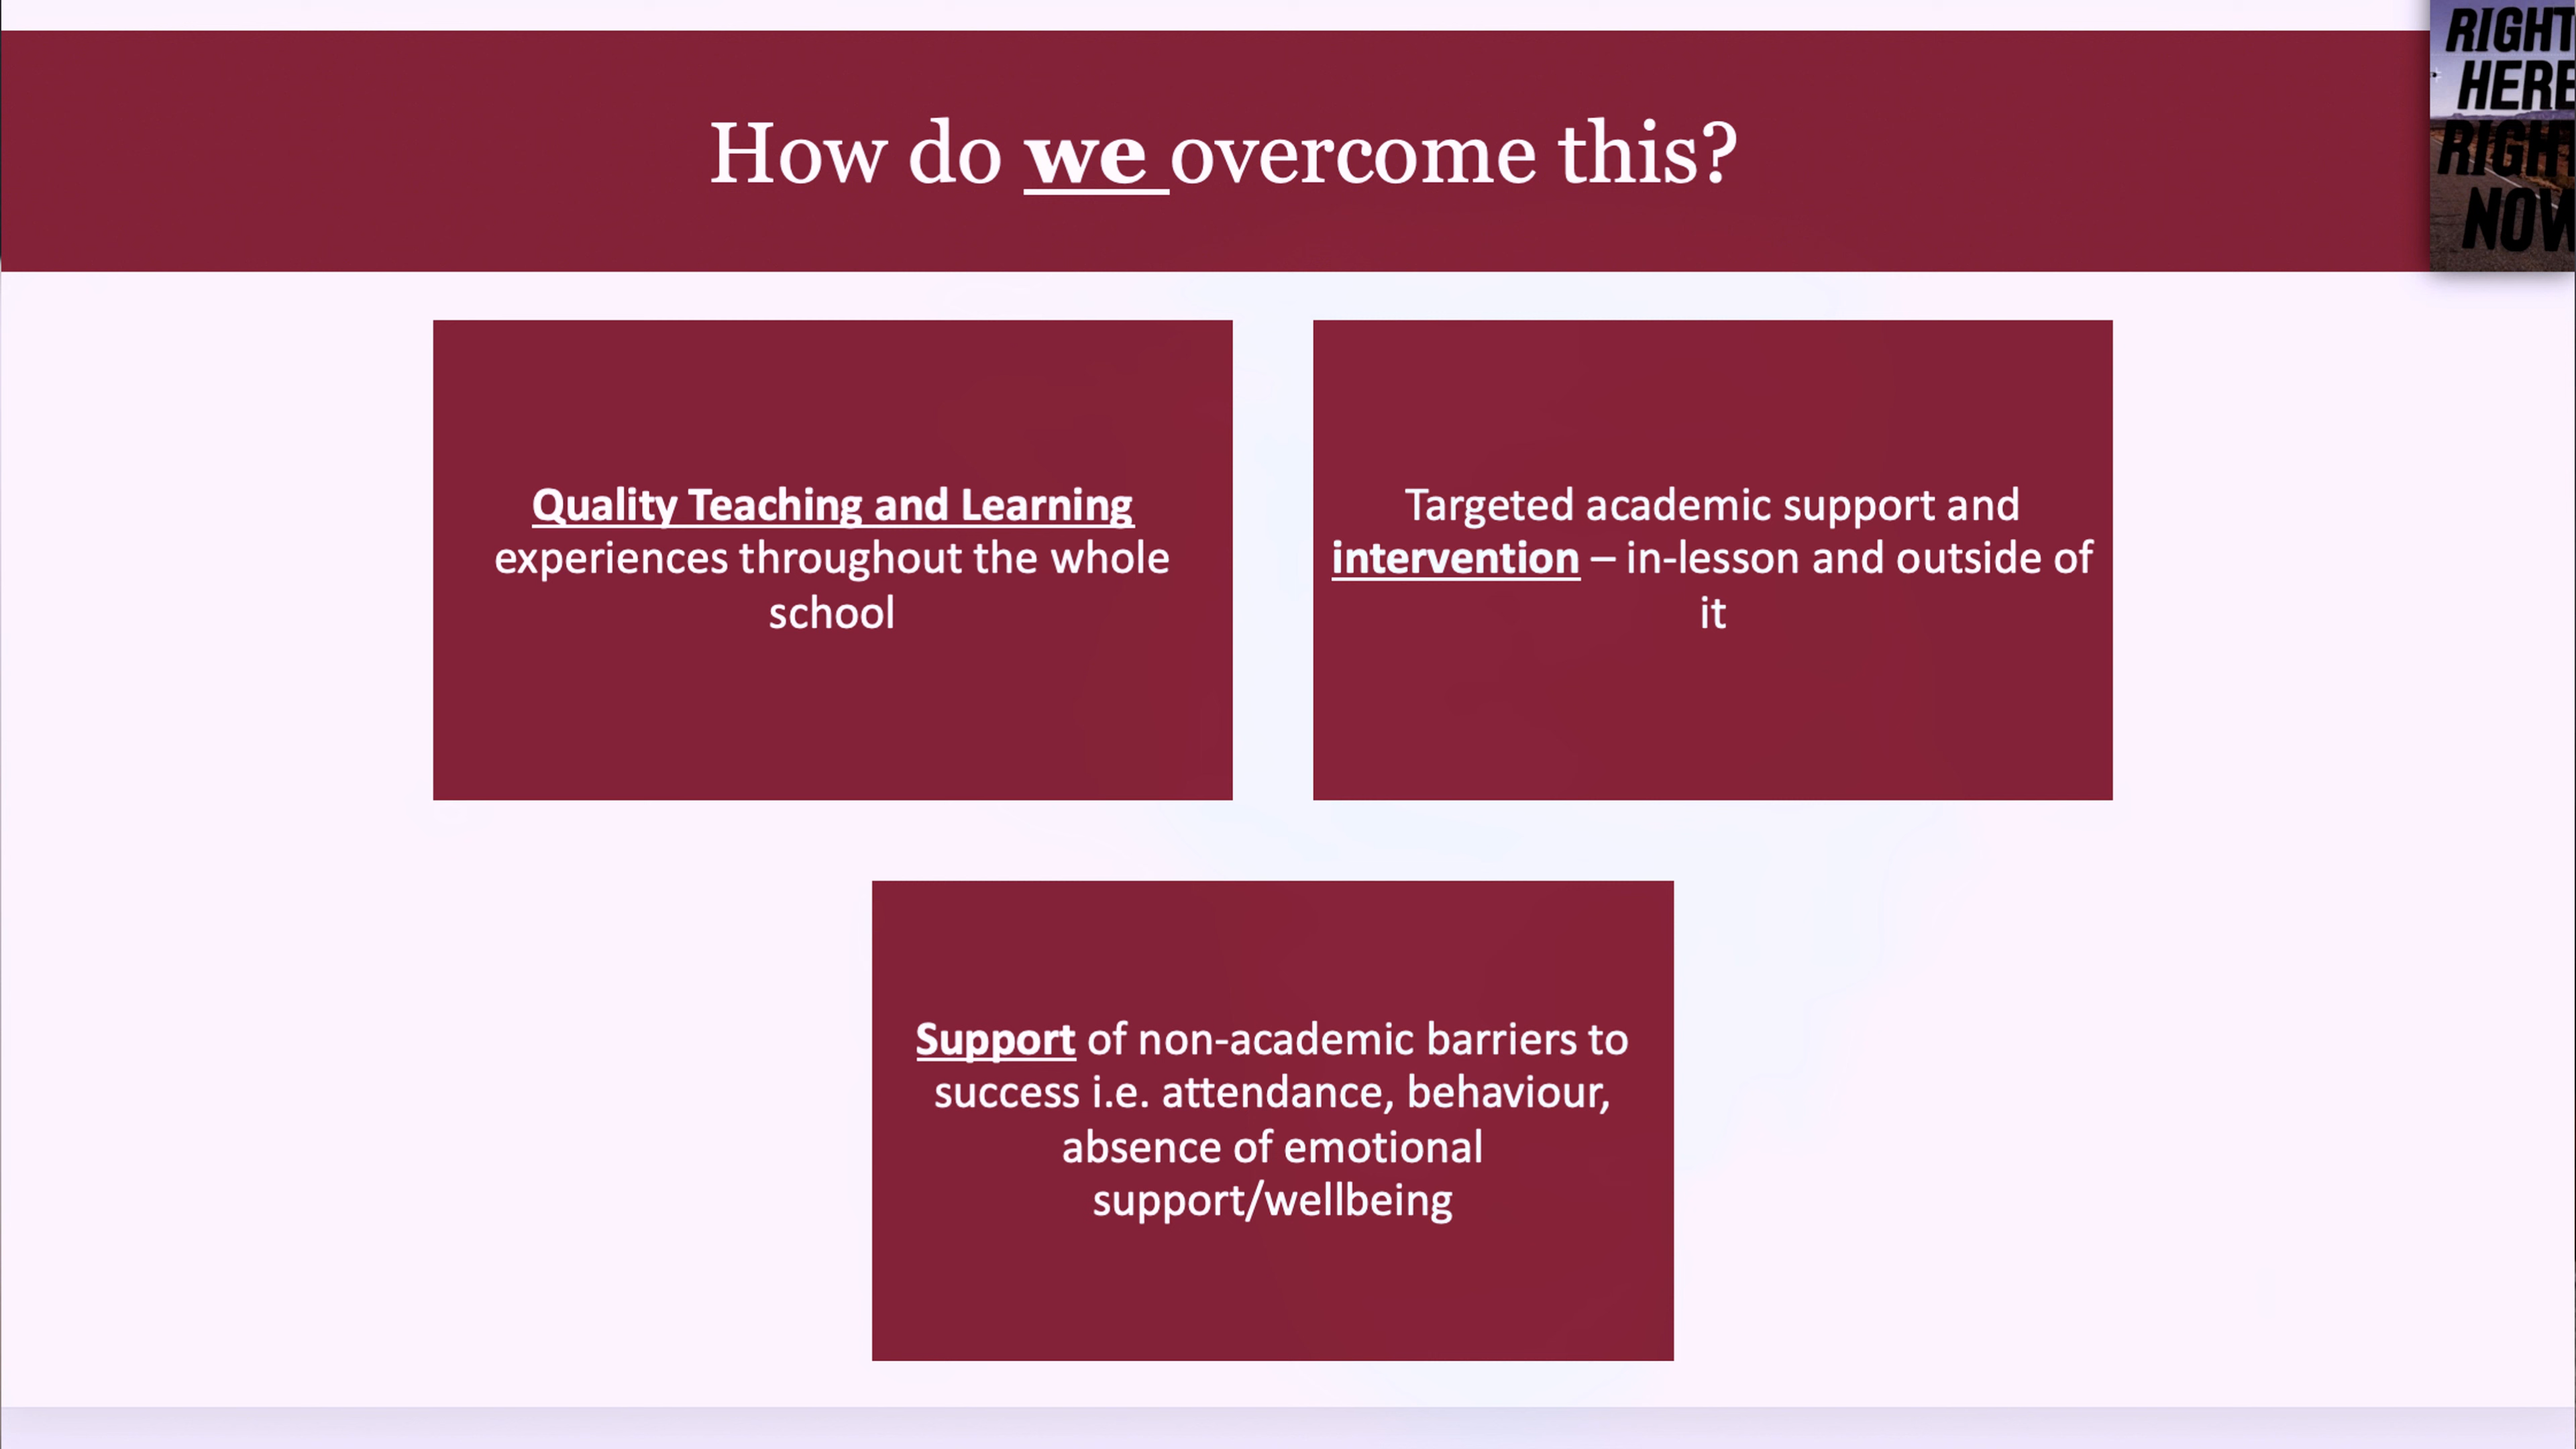 How do we overcome this?
RIGHT
HERE
RIGHT
NOW
Quality Teaching and Learning
experiences throughout the whole
school
Targeted academic support and
intervention – in-lesson and outside of
it
Support of non-academic barriers to
success i.e. attendance, behaviour,
absence of emotional
support/wellbeing